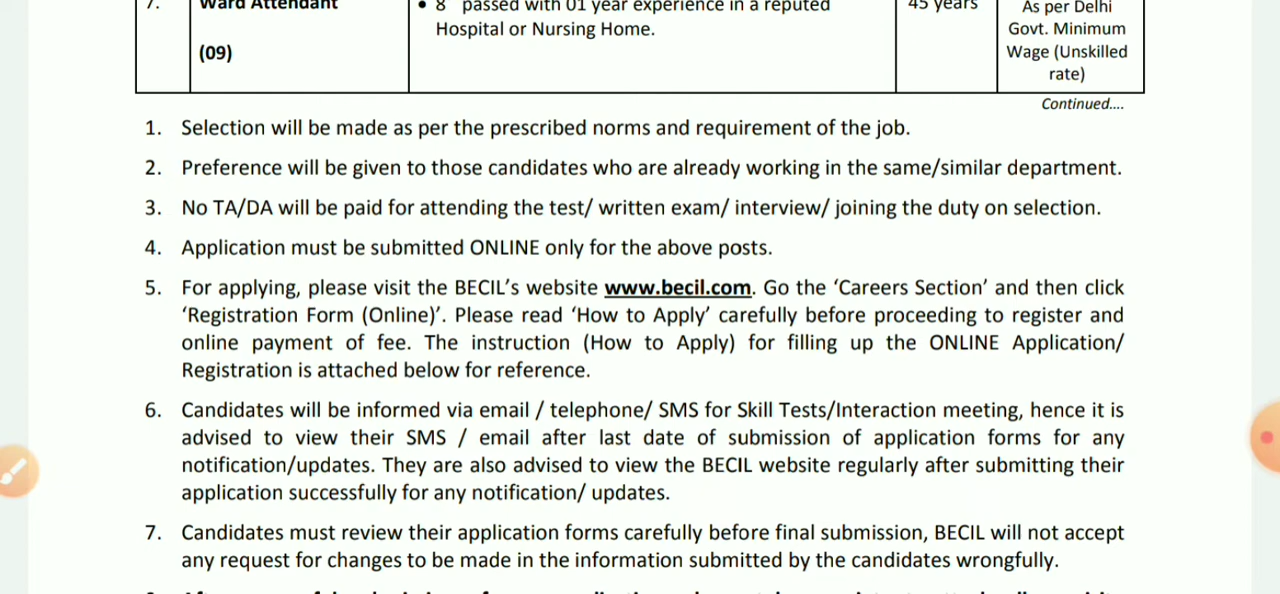 7. Ward Attendant • 8 passed with 01 year experience in a reputed 45 years As per Delhi
Hospital or Nursing Home. Govt. Minimum
(09) Wage (Unskilled
rate)
Continued....
1. Selection will be made as per the prescribed norms and requirement of the job.
2. Preference will be given to those candidates who are already working in the same/similar department.
3. No TA/DA will be paid for attending the test/ written exam/ interview/ joining the duty on selection.
4. Application must be submitted ONLINE only for the above posts.
5. For applying, please visit the BECIL’s website www.becil.com. Go the ‘Careers Section’ and then click
‘Registration Form (Online)’. Please read ‘How to Apply’ carefully before proceeding to register and
online payment of fee. The instruction (How to Apply) for filling up the ONLINE Application/
Registration is attached below for reference.
6. Candidates will be informed via email / telephone/ SMS for Skill Tests/Interaction meeting, hence it is
advised to view their SMS / email after last date of submission of application forms for any
notification/updates. They are also advised to view the BECIL website regularly after submitting their
application successfully for any notification/ updates.
7. Candidates must review their application forms carefully before final submission, BECIL will not accept
any request for changes to be made in the information submitted by the candidates wrongfully.